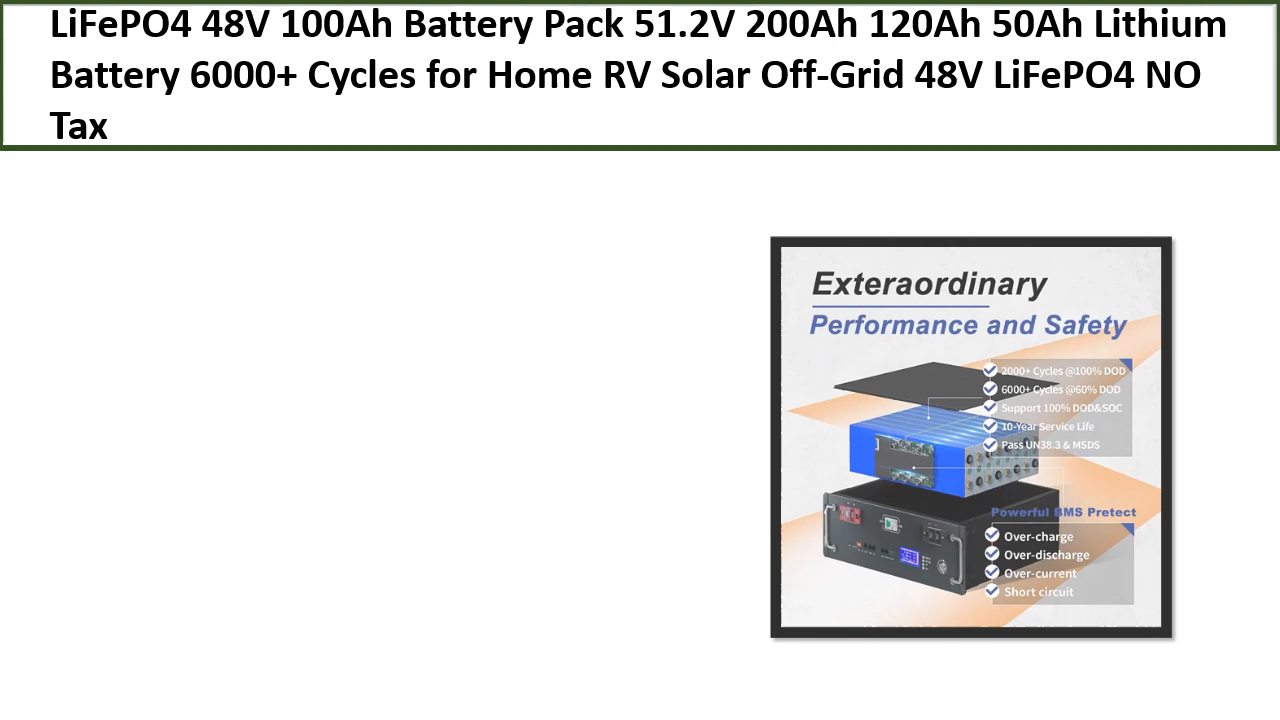 LiFePO4 48V 100Ah Battery Pack 51.2V 200Ah 120Ah 50Ah Lithium
Battery 6000+ Cycles for Home RV Solar Off-Grid 48V LiFePO4 NO
Tax
Exteraordinary
Performance and Safety
2000+ Cycles @100% DOD
6000+ Cycles @60% DOD
Support 100% DOD&SOC
10-Year Service Life
Pass UN38.3 & MSDS
Powerful BMS Pretect
Over-charge
Over-discharge
Over-current
Short circuit